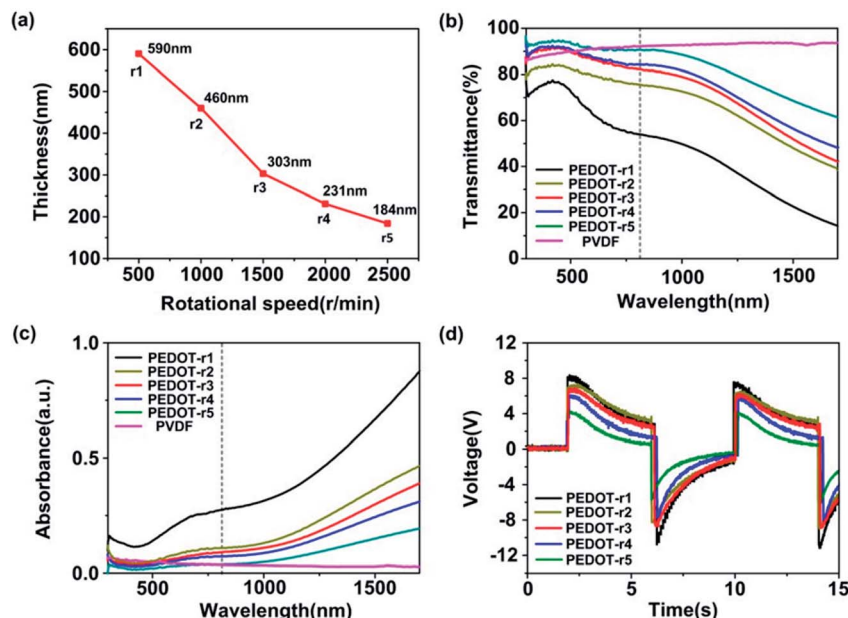 (a)
600
500
400
300
200
100
Thickness(nm)
590nm
r1
460nm
r2
303nm
r3
231nm
r4
184nm
r5
500 1000 1500 2000 2500
Rotational speed(r/min)
(b)
100
80
60
40
20
0
Transmittance(%)
PEDOT-r1
PEDOT-r2
PEDOT-r3
PEDOT-r4
PEDOT-r5
PVDF
500 1000 1500
Wavelength(nm)
(c)
1.0
0.5
0.0
Absorbance(a.u.)
PEDOT-r1
PEDOT-r2
PEDOT-r3
PEDOT-r4
PEDOT-r5
PVDF
500 1000 1500
Wavelength(nm)
(d)
12
8
4
0
-4
-8
-12
Voltage(V)
PEDOT-r1
PEDOT-r2
PEDOT-r3
PEDOT-r4
PEDOT-r5
0 5 10 15
Time(s)